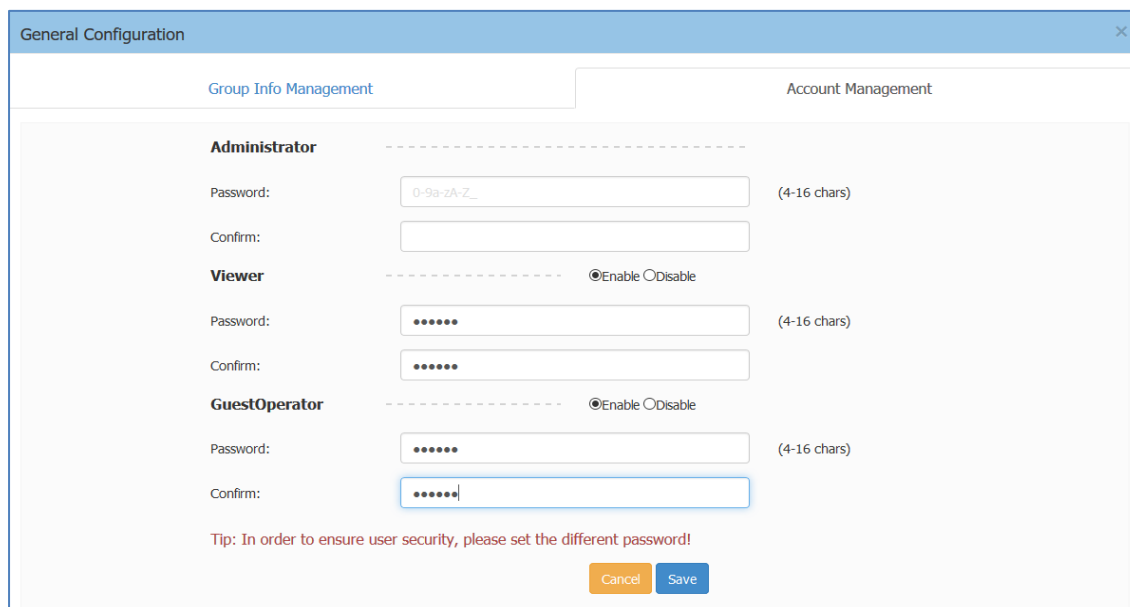 General Configuration ×
Group Info Management Account Management
Administrator
Password: 0-9a-zA-Z_ (4-16 chars)
Confirm:
Viewer Enable Disable
Password: •••••• (4-16 chars)
Confirm: ••••••
GuestOperator Enable Disable
Password: •••••• (4-16 chars)
Confirm: ••••••
Tip: In order to ensure user security, please set the different password!
Cancel Save